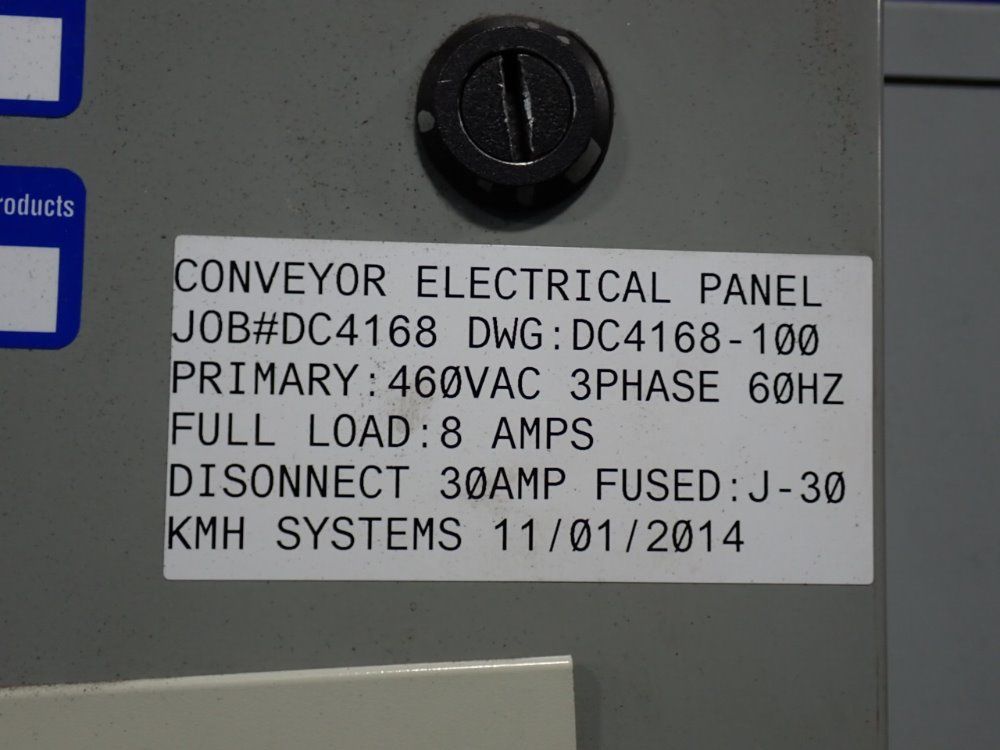 roducts
CONVEYOR ELECTRICAL PANEL
JOB#DC4168 DWG:DC4168-100
PRIMARY:460VAC 3PHASE 60HZ
FULL LOAD:8 AMPS
DISONNECT 30AMP FUSED:J-30
KMH SYSTEMS 11/01/2014